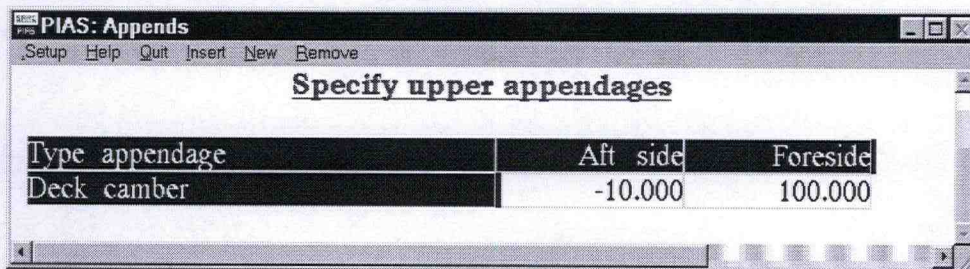 PIAS: Appends
Setup Help Quit Insert New Remove
Specify upper appendages
Type appendage Aft side Foreside
Deck camber -10.000 100.000